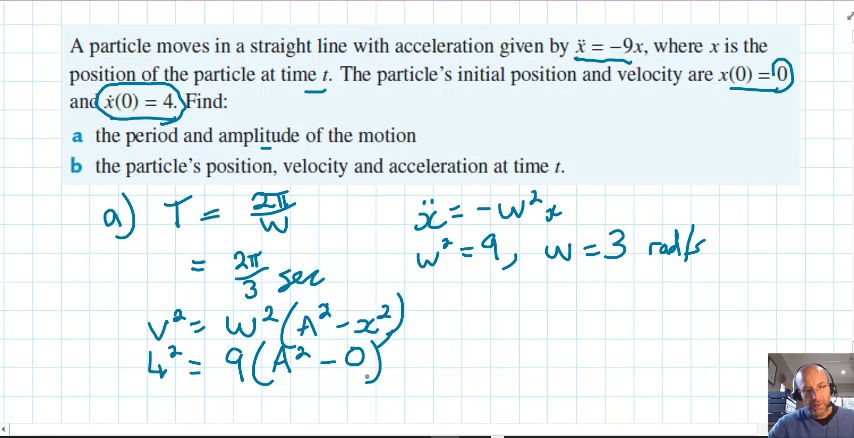 A particle moves in a straight line with acceleration given by ẍ = −9x, where x is the
position of the particle at time t. The particle's initial position and velocity are x(0) = 0
and ẋ(0) = 4. Find:
a the period and amplitude of the motion
b the particle's position, velocity and acceleration at time t.
a) T = 2π/W
ẍ = -W²x
= 2π/3 sec
W² = 9, W = 3 rad/s
V² = W²(A² - x²)
4² = 9(A² - 0)